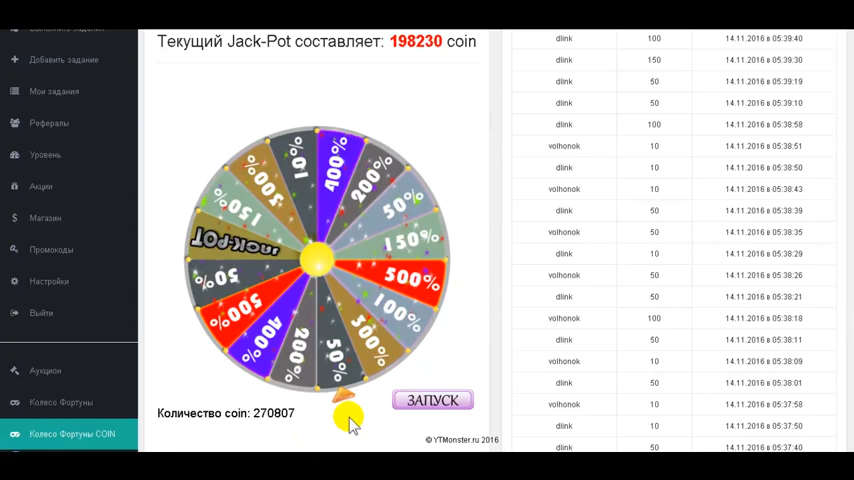 Добавить задание
Мои задания
Рефералы
Уровень
Акции
Магазин
Промокоды
Настройки
Выйти
Аукцион
Колесо Фортуны
Колесо Фортуны COIN
Текущий Jack-Pot составляет: 198230 coin
400%
200%
50%
150%
500%
100%
300%
50%
200%
400%
500%
50%
JACK-POT
150%
300%
10%
ЗАПУСК
Количество coin: 270807
© YTMonster.ru 2016
dlink 100 14.11.2016 в 05:39:40
dlink 150 14.11.2016 в 05:39:30
dlink 50 14.11.2016 в 05:39:19
dlink 50 14.11.2016 в 05:39:10
dlink 100 14.11.2016 в 05:38:58
volhonok 10 14.11.2016 в 05:38:51
dlink 10 14.11.2016 в 05:38:50
volhonok 10 14.11.2016 в 05:38:43
dlink 50 14.11.2016 в 05:38:39
volhonok 50 14.11.2016 в 05:38:35
dlink 10 14.11.2016 в 05:38:29
volhonok 50 14.11.2016 в 05:38:26
dlink 50 14.11.2016 в 05:38:21
volhonok 100 14.11.2016 в 05:38:18
dlink 50 14.11.2016 в 05:38:11
volhonok 10 14.11.2016 в 05:38:09
dlink 50 14.11.2016 в 05:38:01
volhonok 10 14.11.2016 в 05:37:58
dlink 10 14.11.2016 в 05:37:50
dlink 50 14.11.2016 в 05:37:40